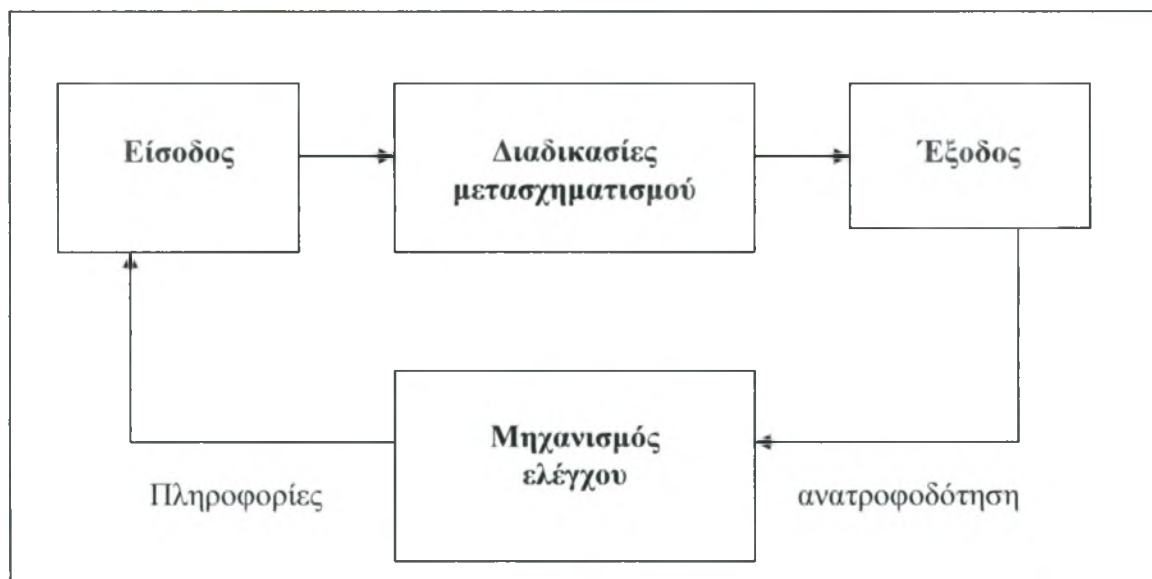 Είσοδος
Διαδικασίες
μετασχηματισμού
Έξοδος
Μηχανισμός
ελέγχου
Πληροφορίες
ανατροφοδότηση